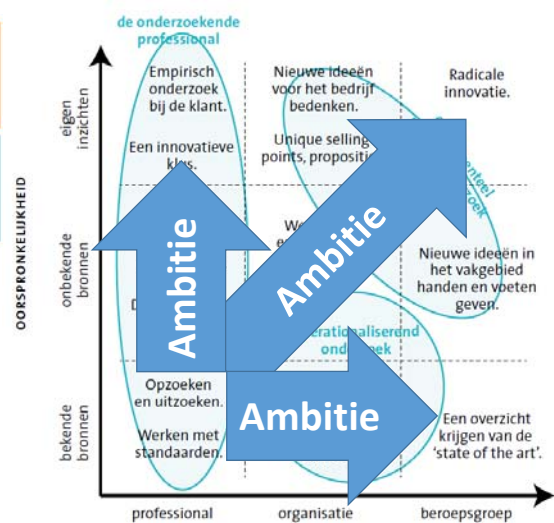 de onderzoekende
professional
Empirisch
onderzoek
bij de klant.
Een innovatieve
klus.
Nieuwe ideeën
voor het bedrijf
bedenken.
Unique selling
points,
Radicale
innovatie.
Nieuwe ideeën in
het vakgebied
handen en voeten
geven.
Ambitie
Ambitie
Ambitie
Opzoeken
en uitzoeken.
Werken met
standaarden.
Een overzicht
krijgen van de
'state of the art'.
OORSPRONKELIJKHEID
eigen
inzichten
onbekende
bronnen
bekende
bronnen
professional
organisatie
beroepsgroep